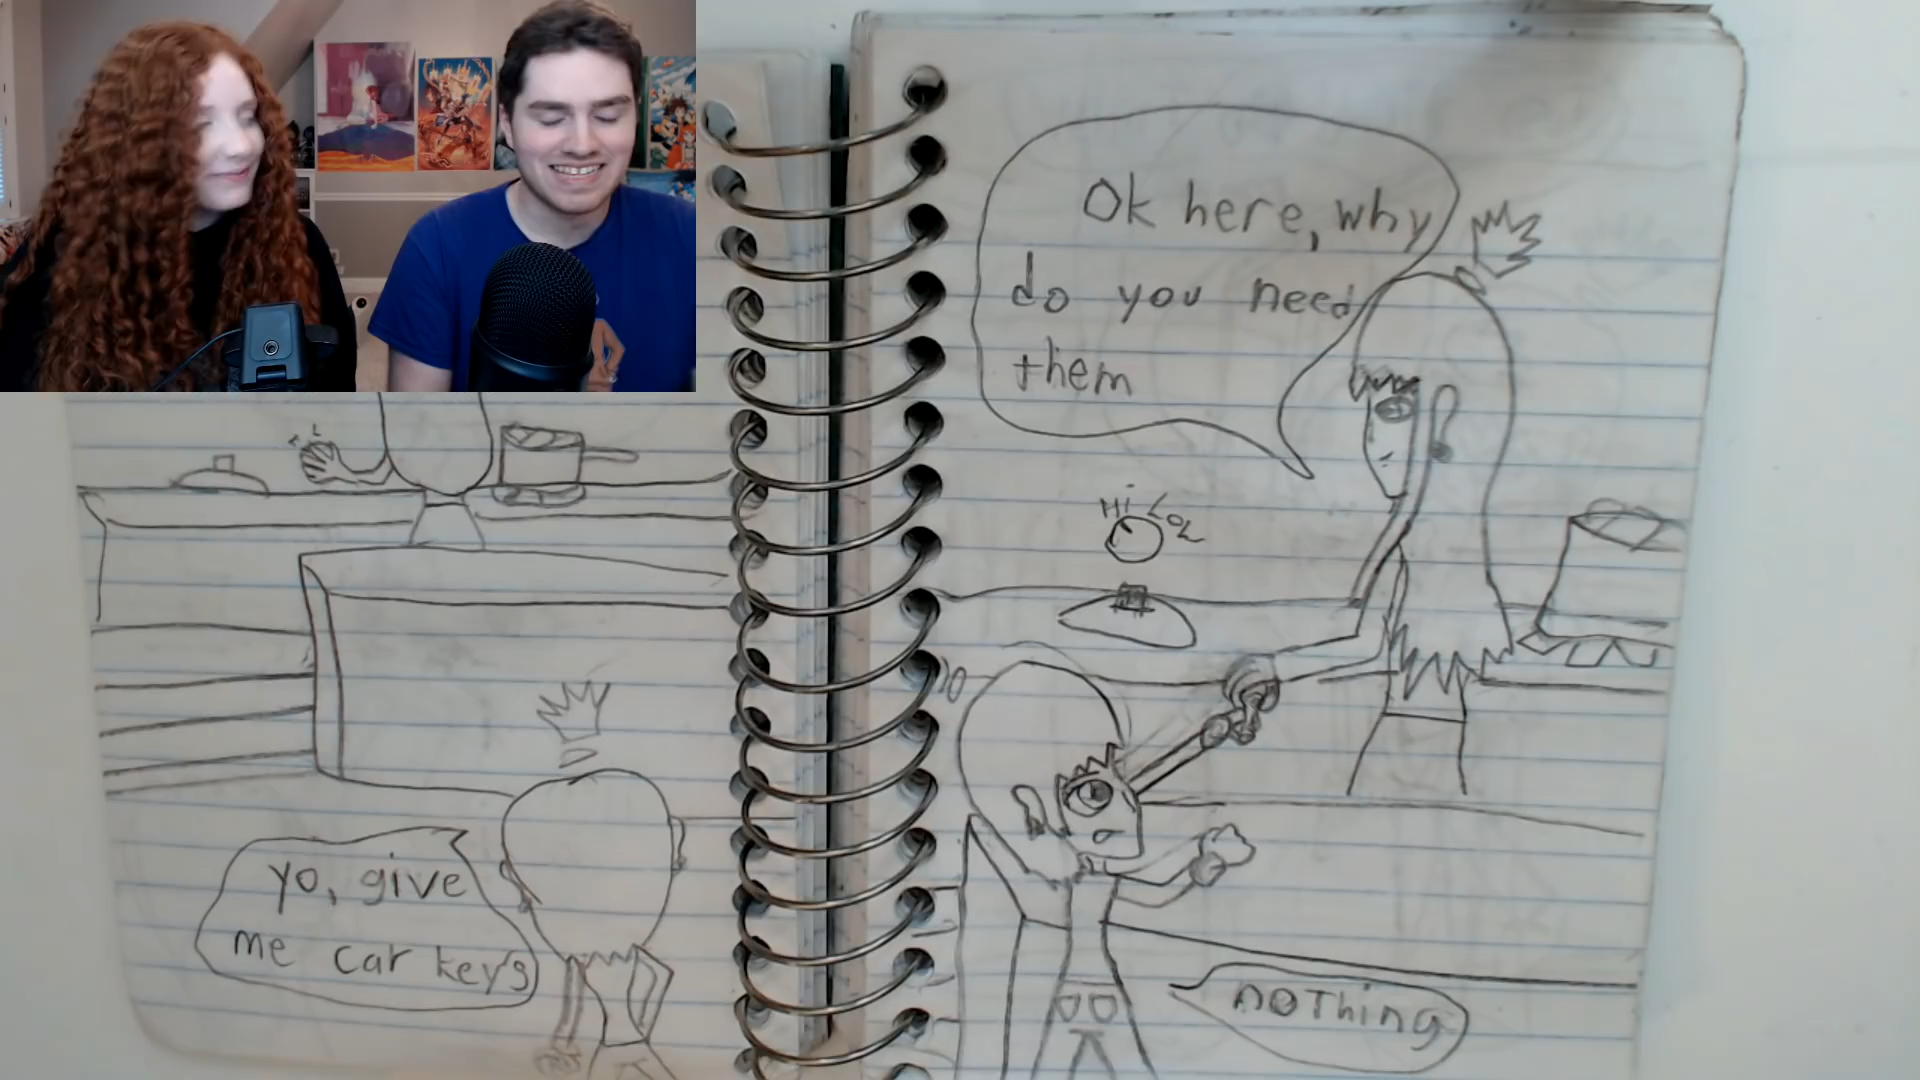 yo, give
me car keys
Ok here, why
do you need
them
Hi LOL
nothing